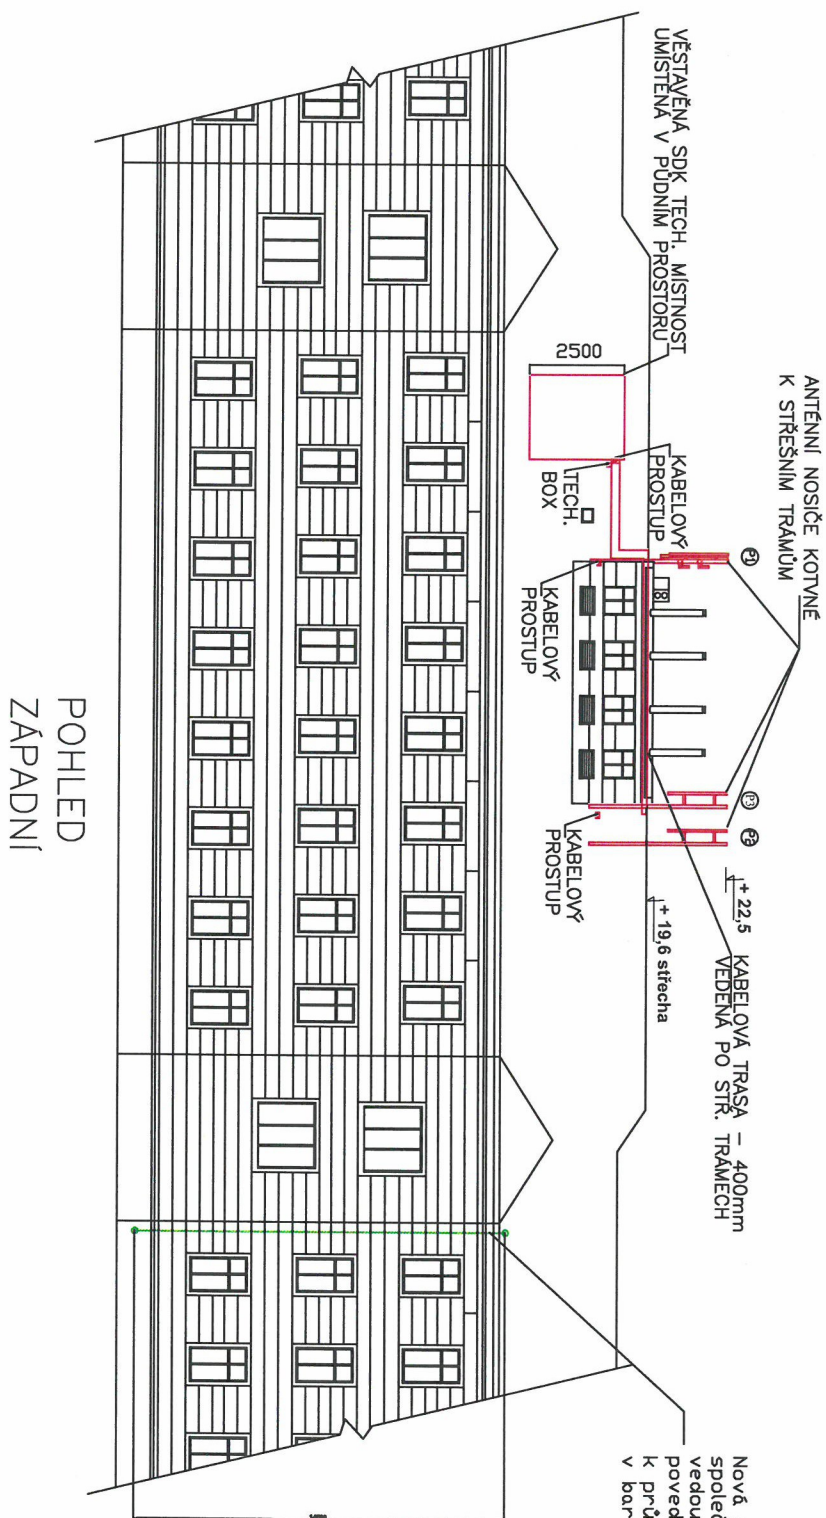 VĚSTAVĚNÁ SDK TECH. MÍSTNOST
UMÍSTĚNÁ V PŮDNÍM PROSTORU
2500
ANTÉNNÍ NOSIČE KOTVNÉ
K STŘEŠNÍM TRÁMŮM
KABELOVÝ
PROSTUP
TECH.
BOX
P1
KABELOVÝ
PROSTUP
P3
P2
KABELOVÝ
PROSTUP
+ 22,5
+ 19,6 střecha
KABELOVÁ TRASA – 400mm
VEDENÁ PO STŘ. TRÁMECH
Nová
společ
vedou
poved
k prů
v bar
POHLED
ZÁPADNÍ